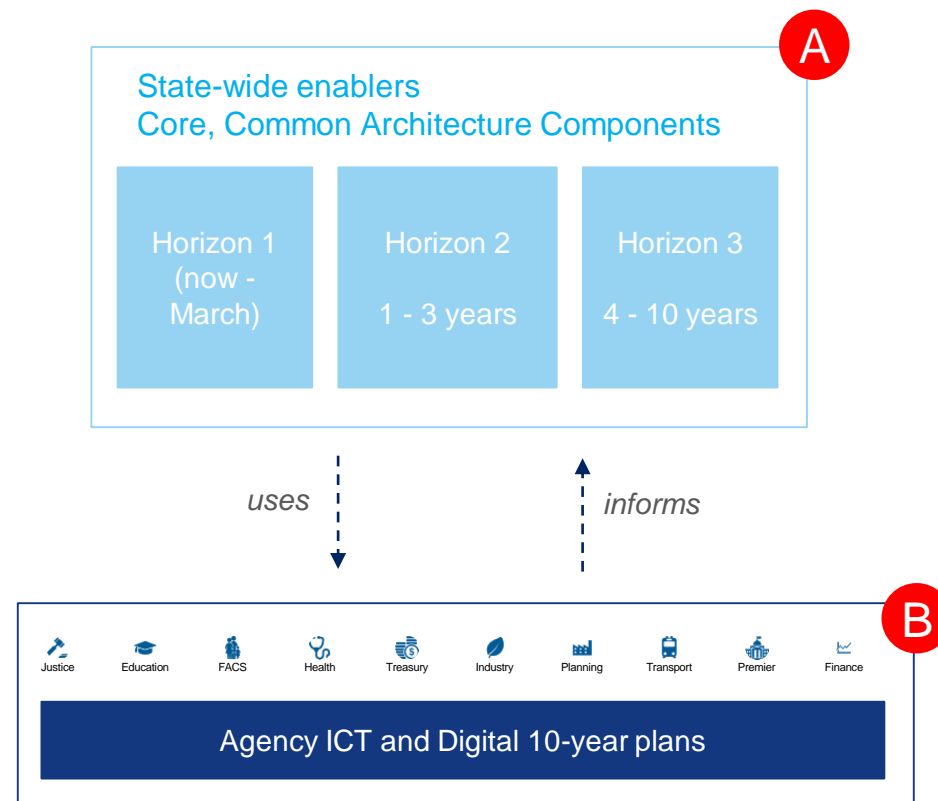 A
State-wide enablers
Core, Common Architecture Components
Horizon 1
(now -
March)
Horizon 2
1 - 3 years
Horizon 3
4 - 10 years
uses
informs
B
Justice
Education
FACS
Health
Treasury
Industry
Planning
Transport
Premier
Finance
Agency ICT and Digital 10-year plans